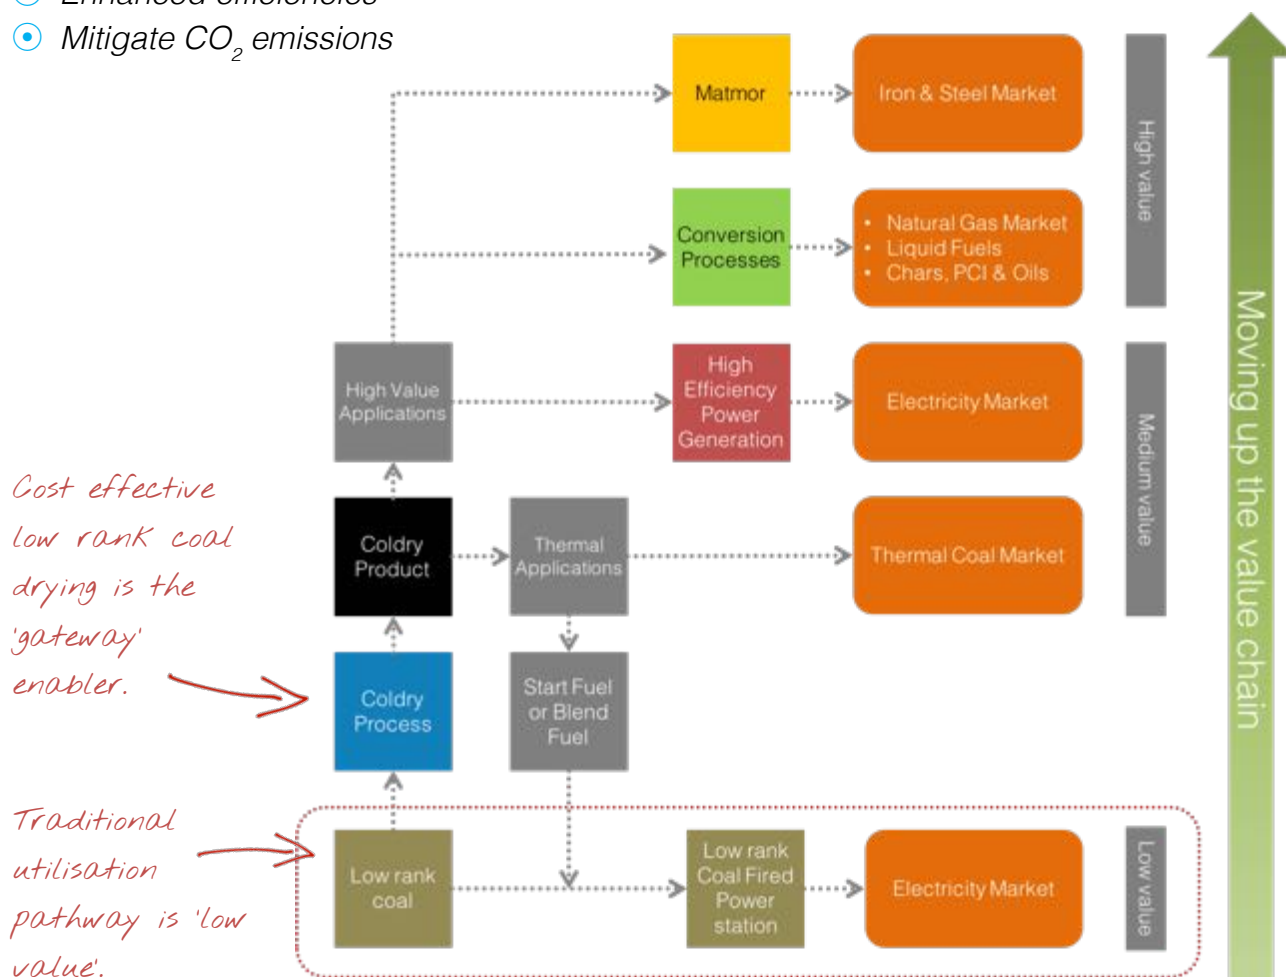 Enhanced efficiencies
Mitigate CO2 emissions
Matmor
Iron & Steel Market
High value
Conversion
Processes
• Natural Gas Market
• Liquid Fuels
• Chars, PCI & Oils
High Value
Applications
High
Efficiency
Power
Generation
Electricity Market
Medium value
Moving up the value chain
Cost effective
low rank coal
drying is the
'gateway'
enabler.
Coldry
Product
Thermal
Applications
Thermal Coal Market
Coldry
Process
Start Fuel
or Blend
Fuel
Traditional
utilisation
pathway is 'low
value'.
Low rank
coal
Low rank
Coal Fired
Power
station
Electricity Market
Low value